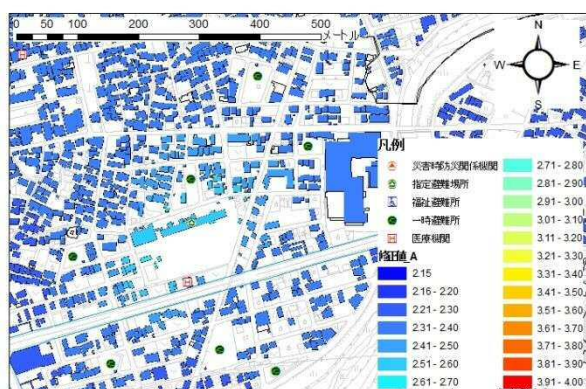 0 50 100 200 300 400 500
メートル
N
W E
S
凡例
災害時防災関係機関
指定避難場所
福祉避難所
一時避難所
医療機関
修正値 A
2.15
2.16 - 2.20
2.21 - 2.30
2.31 - 2.40
2.41 - 2.50
2.51 - 2.60
2.61 - 2.70
2.71 - 2.80
2.81 - 2.90
2.91 - 3.00
3.01 - 3.10
3.11 - 3.20
3.21 - 3.30
3.31 - 3.40
3.41 - 3.50
3.51 - 3.60
3.61 - 3.70
3.71 - 3.80
3.81 - 3.90
3.91 - 4.00